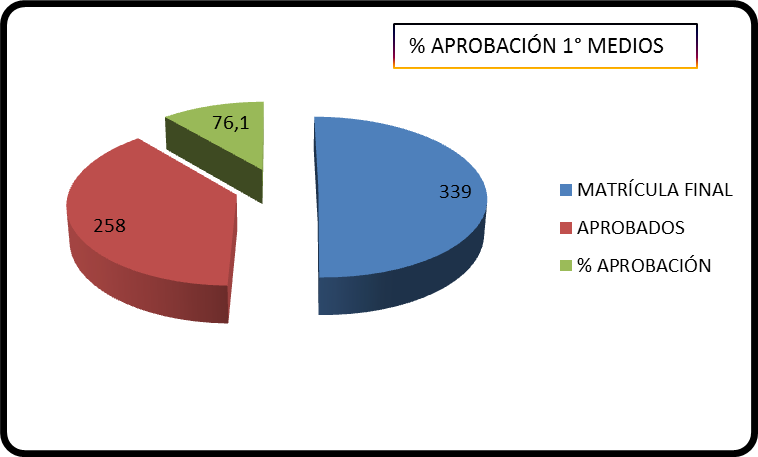 % APROBACIÓN 1° MEDIOS
76,1
339
258
MATRÍCULA FINAL
APROBADOS
% APROBACIÓN